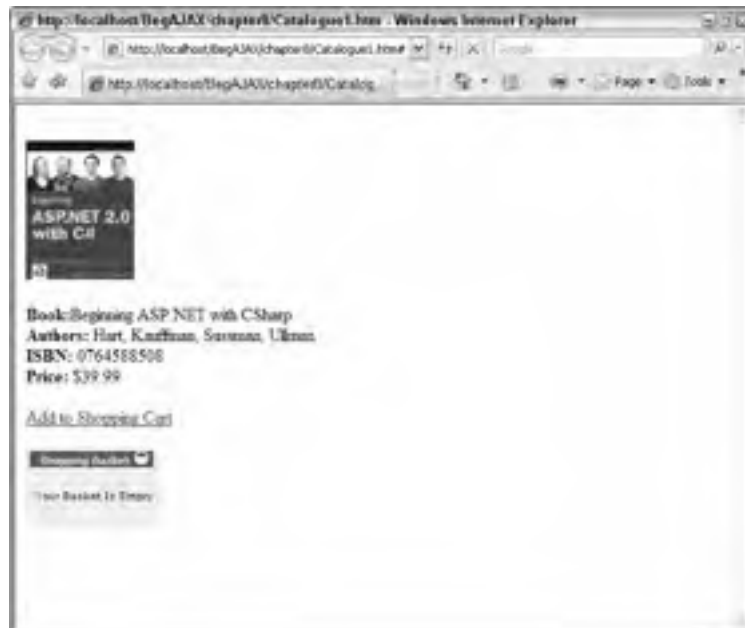 http://localhost/BegAJAX/chapter8/Catalogue1.htm - Windows Internet Explorer
http://localhost/BegAJAX/chapter8/Catalogue1.htm#
Google
http://localhost/BegAJAX/chapter8/Catalog...
Page
Tools
Beginning
ASP.NET 2.0
with C#
Book:Beginning ASP.NET with CSharp
Authors: Hart, Kauffman, Sussman, Ullman
ISBN: 0764588508
Price: $39.99
Add to Shopping Cart
Shopping Basket
Your Basket Is Empty